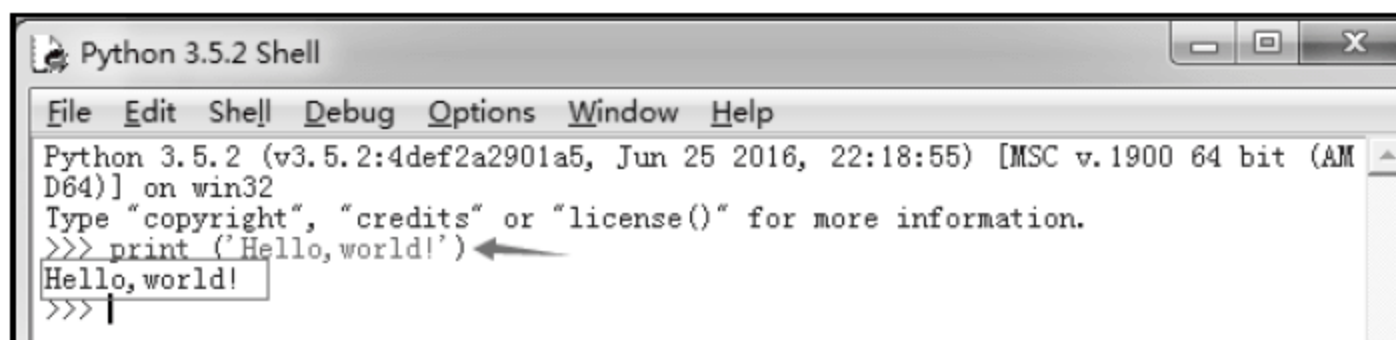 Python 3.5.2 Shell
File Edit Shell Debug Options Window Help
Python 3.5.2 (v3.5.2:4def2a2901a5, Jun 25 2016, 22:18:55) [MSC v.1900 64 bit (AM
D64)] on win32
Type "copyright", "credits" or "license()" for more information.
>>> print ('Hello,world!')
Hello,world!
>>>